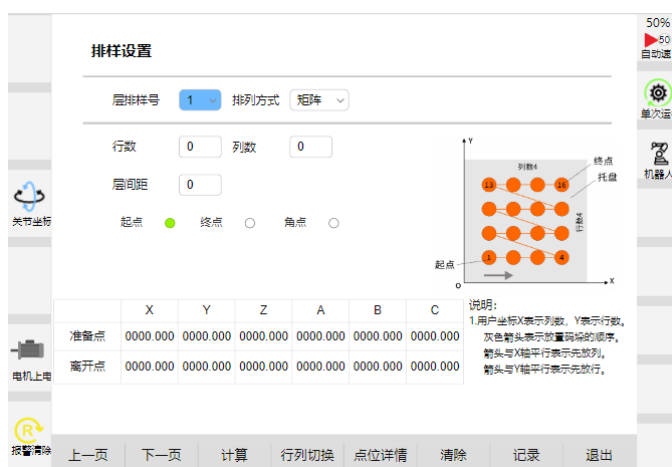 50%
50
排样设置
自动速
层排样号 1 排列方式 矩阵
单次运
行数 0 列数 0
Y
列数4
终点
托盘
机器人
13 16
层间距 0
行数4
关节坐标
起点 终点 角点
起点
1 4
X
O
说明：
1.用户坐标X表示列数，Y表示行数。
灰色箭头表示放置码垛的顺序。
箭头与X轴平行表示先放列。
箭头与Y轴平行表示先放行。
X Y Z A B C
准备点 0000.000 0000.000 0000.000 0000.000 0000.000 0000.000
离开点 0000.000 0000.000 0000.000 0000.000 0000.000 0000.000
电机上电
R
报警清除
上一页 下一页 计算 行列切换 点位详情 清除 记录 退出